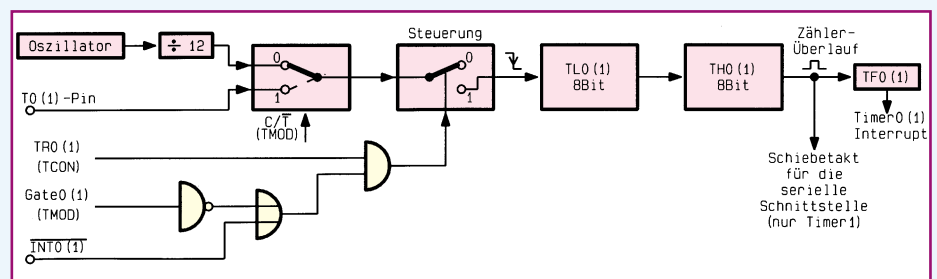 Oszillator
÷ 12
0
1
T0(1)-Pin
C/T̅
(TMOD)
Steuerung
0
1
TL0(1)
8Bit
TH0(1)
8Bit
Zähler-
Überlauf
TF0(1)
Timer0(1)
Interrupt
Schiebetakt
für die
serielle
Schnittstelle
(nur Timer1)
TR0(1)
(TCON)
Gate0(1)
(TMOD)
I̅N̅T̅0̅(̅1̅)̅